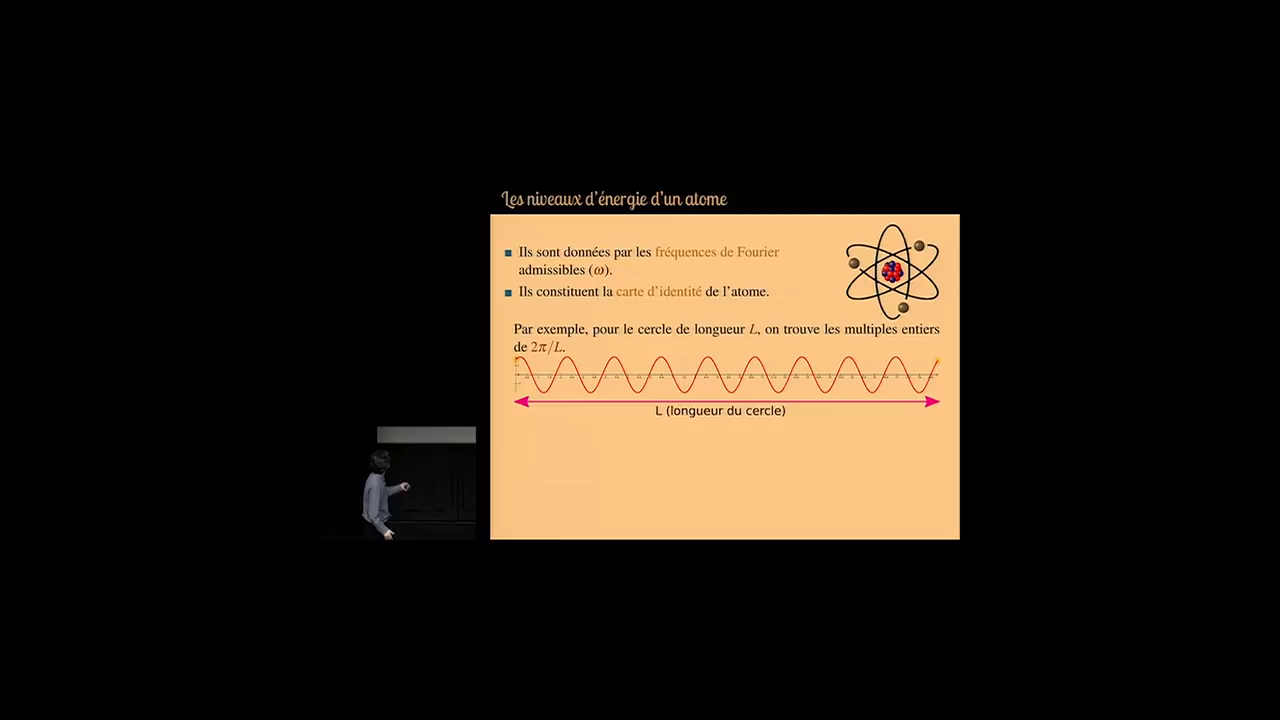 Les niveaux d'énergie d'un atome
Ils sont données par les fréquences de Fourier
admissibles (ω).
Ils constituent la carte d'identité de l'atome.
Par exemple, pour le cercle de longueur L, on trouve les multiples entiers
de 2π/L.
L (longueur du cercle)